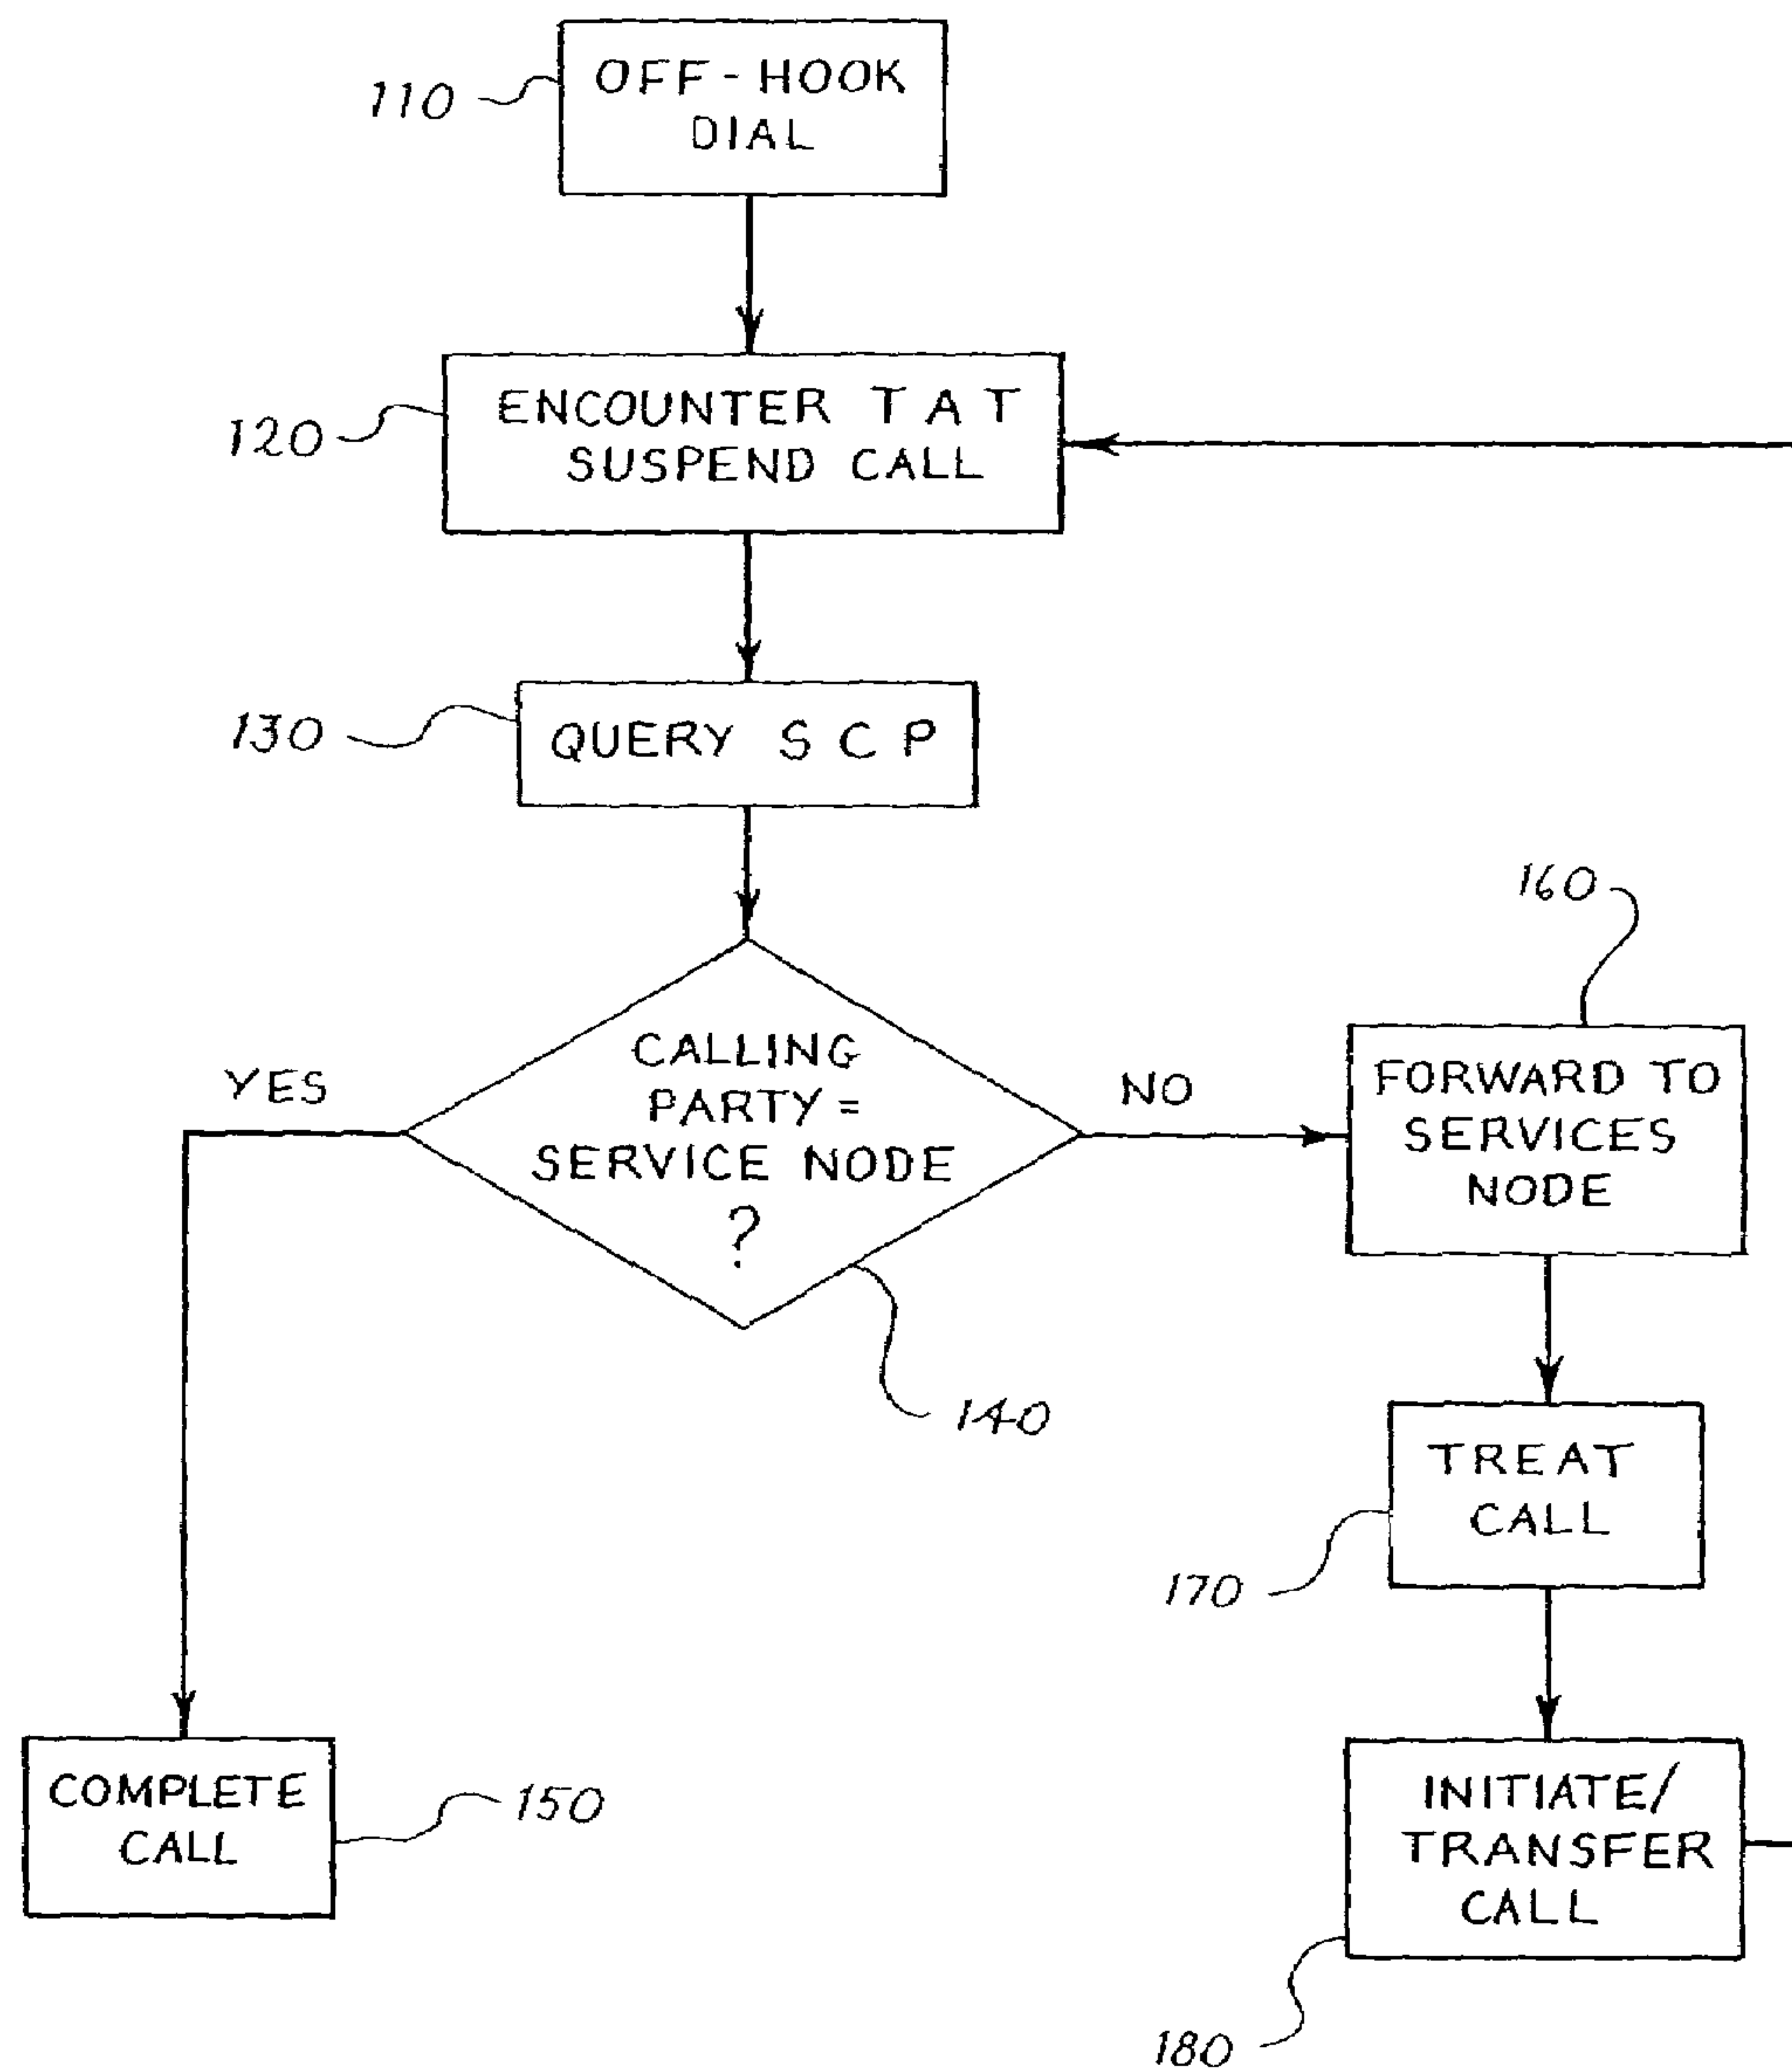 110
OFF-HOOK
DIAL
120
ENCOUNTER TAT
SUSPEND CALL
130
QUERY SCP
160
YES
CALLING
PARTY =
SERVICE NODE
?
NO
FORWARD TO
SERVICES
NODE
140
TREAT
CALL
170
COMPLETE
CALL
150
INITIATE/
TRANSFER
CALL
180